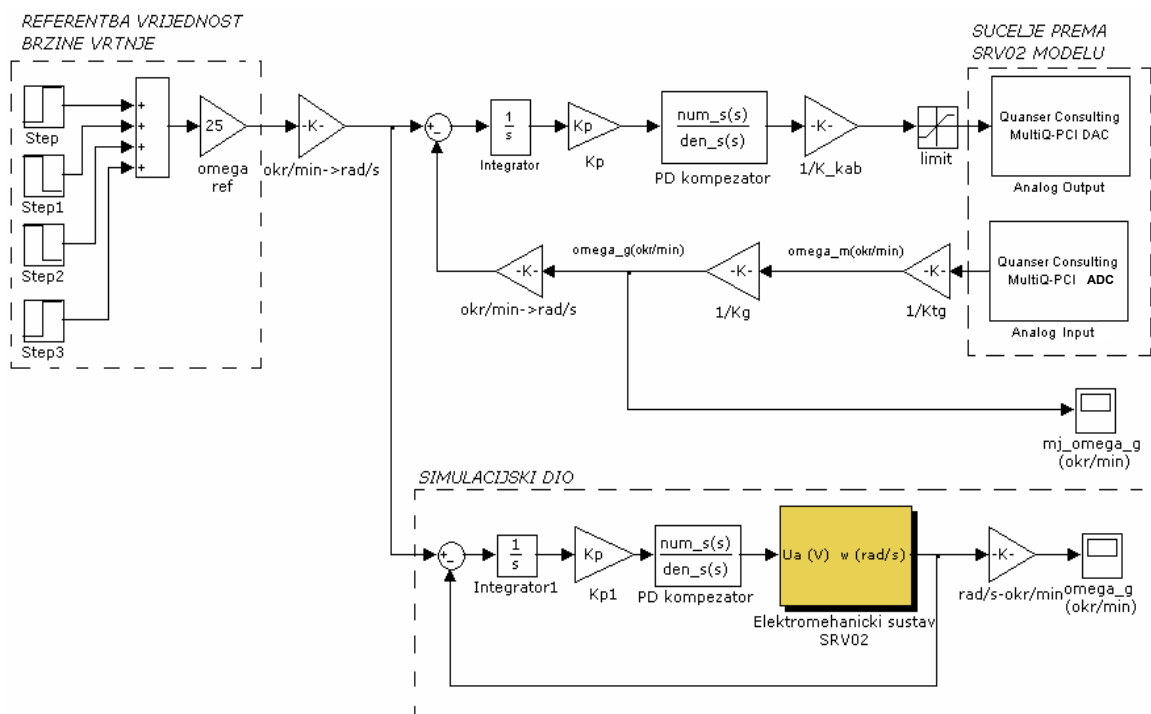 REFERENTBA VRIJEDNOST
BRZINE VRTNJE
Step
Step1
Step2
Step3
+
+
+
+
25
omega
ref
-K-
okr/min->rad/s
+
−
1
s
Integrator
Kp
Kp
num_s(s)
den_s(s)
PD kompezator
-K-
1/K_kab
limit
SUCELJE PREMA
SRV02 MODELU
Quanser Consulting
MultiQ-PCI DAC
Analog Output
Quanser Consulting
MultiQ-PCI ADC
Analog Input
-K-
1/Ktg
omega_m(okr/min)
-K-
1/Kg
omega_g(okr/min)
-K-
okr/min->rad/s
mj_omega_g
(okr/min)
SIMULACIJSKI DIO
+
−
1
s
Integrator1
Kp
Kp1
num_s(s)
den_s(s)
PD kompezator
Ua (V) w (rad/s)
Elektromehanicki sustav
SRV02
-K-
rad/s-okr/min
omega_g
(okr/min)